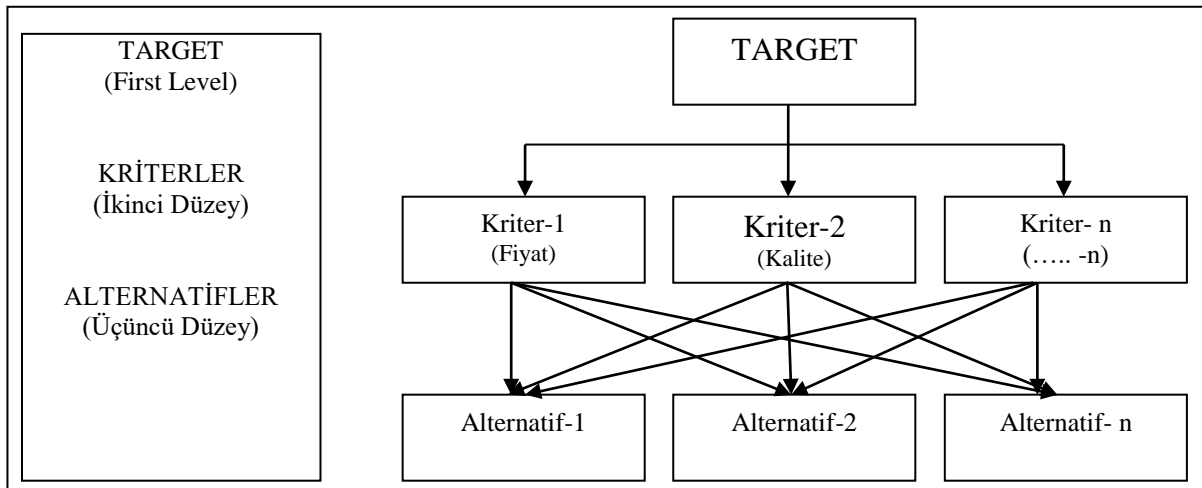 TARGET
(First Level)
KRİTERLER
(İkinci Düzey)
ALTERNATİFLER
(Üçüncü Düzey)
TARGET
Kriter-1
(Fiyat)
Kriter-2
(Kalite)
Kriter- n
(….. -n)
Alternatif-1
Alternatif-2
Alternatif- n